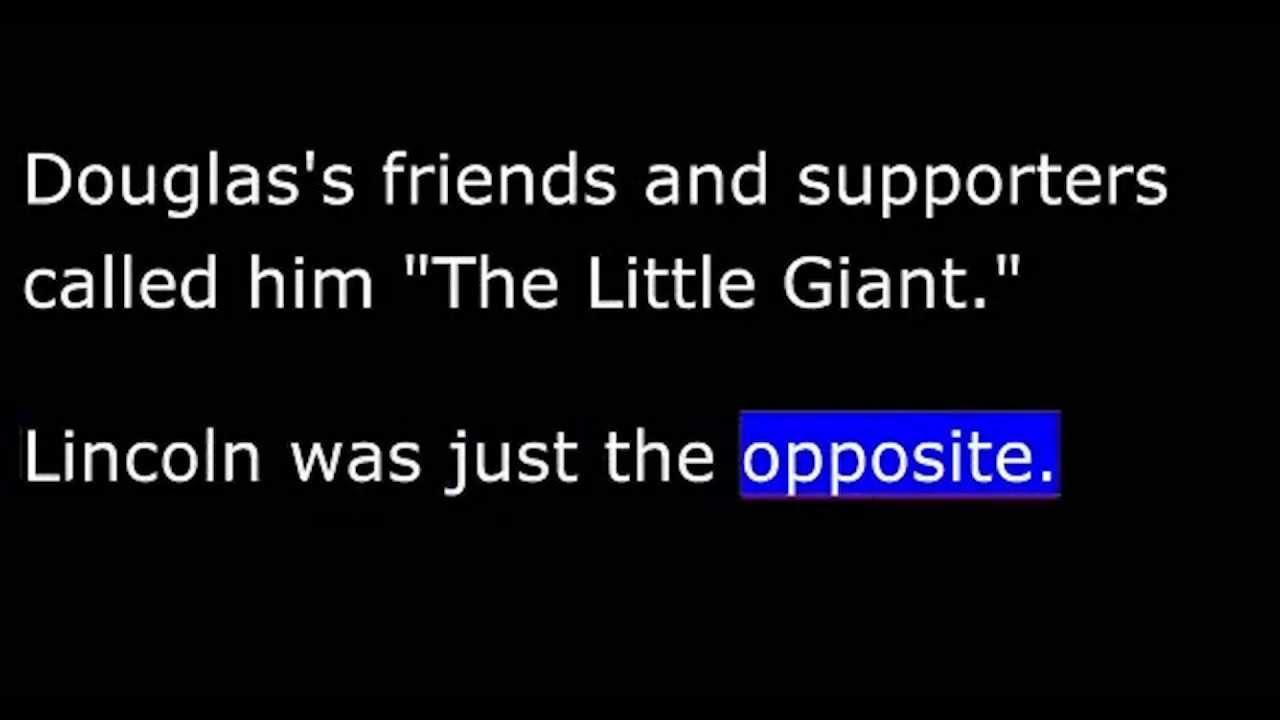 Douglas's friends and supporters
called him "The Little Giant."
Lincoln was just the opposite.